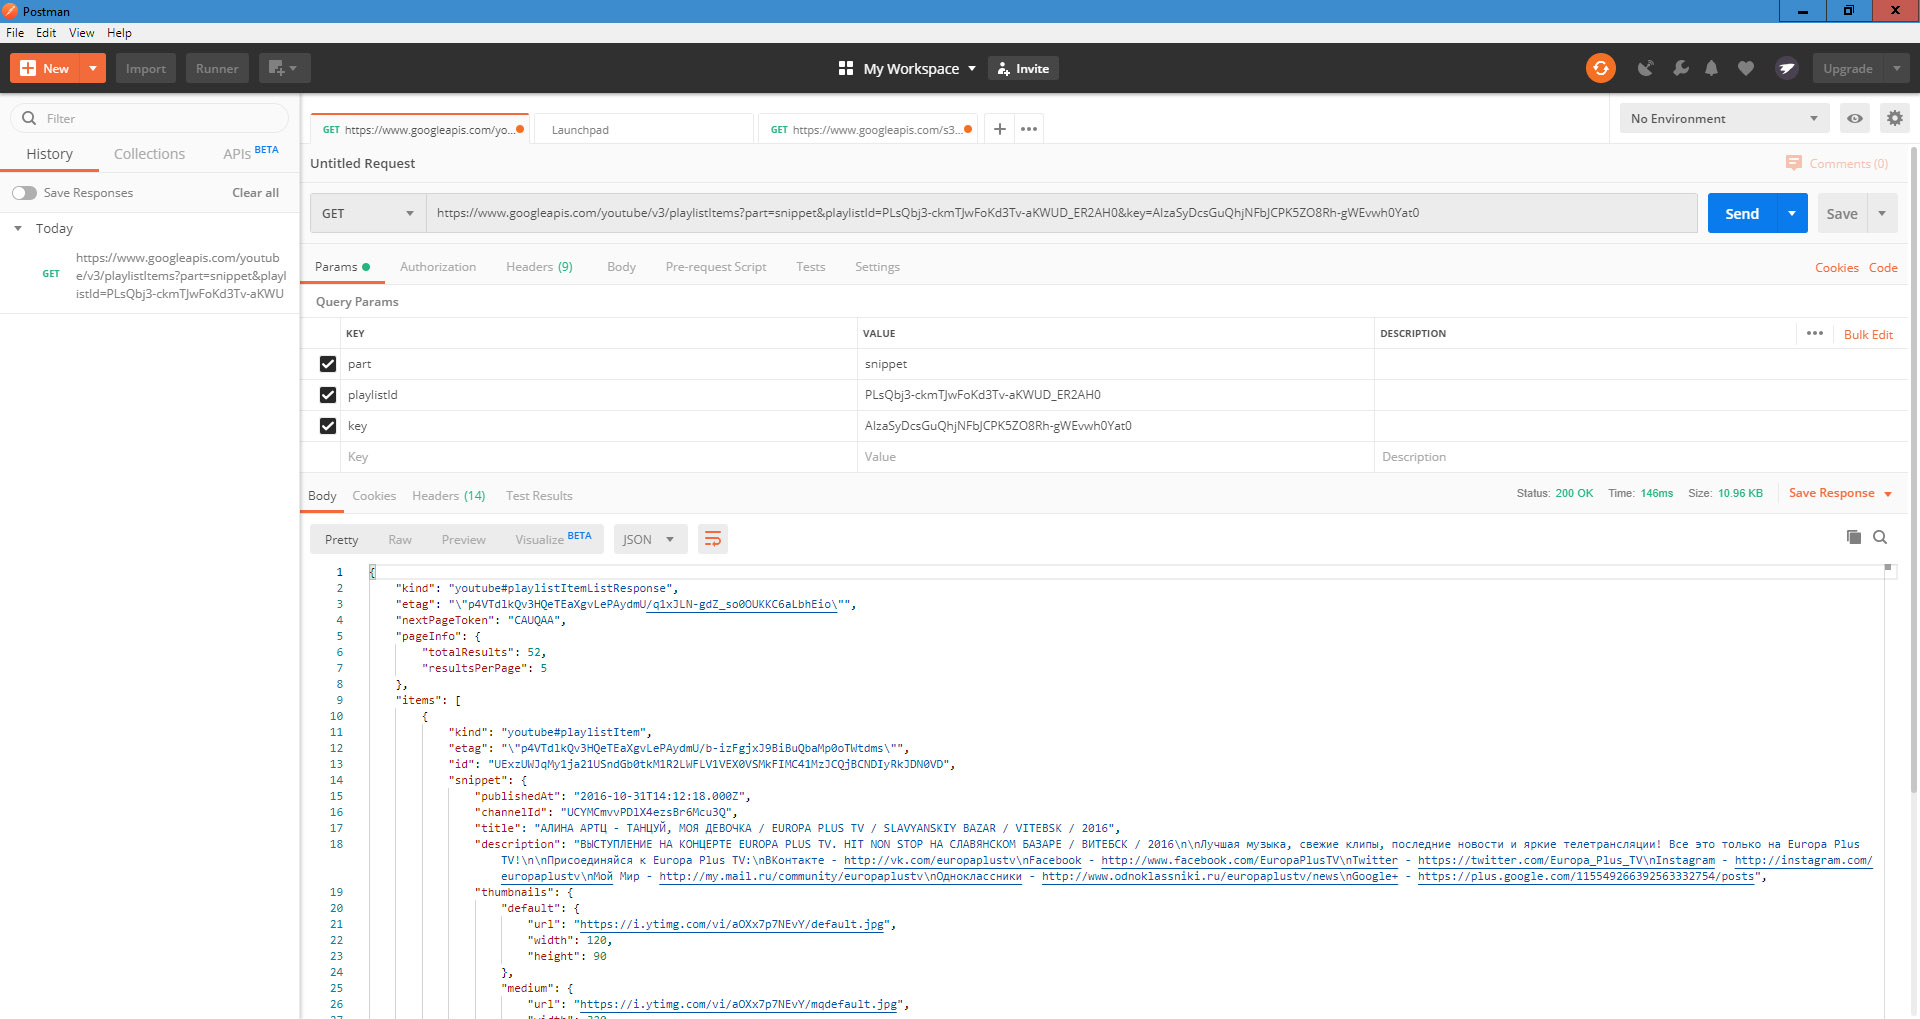 Postman
File Edit View Help
New Import Runner My Workspace Invite Upgrade
Filter
History Collections APIs BETA
Save Responses Clear all
Today
GET https://www.googleapis.com/youtub
e/v3/playlistItems?part=snippet&playl
istId=PLsQbj3-ckmTJwFoKd3Tv-aKWU
GET https://www.googleapis.com/yo... Launchpad GET https://www.googleapis.com/s3... + •••
No Environment
Untitled Request Comments (0)
GET https://www.googleapis.com/youtube/v3/playlistItems?part=snippet&playlistId=PLsQbj3-ckmTJwFoKd3Tv-aKWUD_ER2AH0&key=AIzaSyDcsGuQhjNFbJCPK5ZO8Rh-gWEvwh0Yat0 Send Save
Params Authorization Headers (9) Body Pre-request Script Tests Settings Cookies Code
Query Params
KEY VALUE DESCRIPTION ••• Bulk Edit
part snippet
playlistId PLsQbj3-ckmTJwFoKd3Tv-aKWUD_ER2AH0
key AIzaSyDcsGuQhjNFbJCPK5ZO8Rh-gWEvwh0Yat0
Key Value Description
Body Cookies Headers (14) Test Results Status: 200 OK Time: 146ms Size: 10.96 KB Save Response
Pretty Raw Preview Visualize BETA JSON
1 {
2 "kind": "youtube#playlistItemListResponse",
3 "etag": "\"p4VTdlkQv3HQeTEaXgvLePAydmU/q1xJLN-gdZ_so0OUKKC6aLbhEio\"",
4 "nextPageToken": "CAUQAA",
5 "pageInfo": {
6 "totalResults": 52,
7 "resultsPerPage": 5
8 },
9 "items": [
10 {
11 "kind": "youtube#playlistItem",
12 "etag": "\"p4VTdlkQv3HQeTEaXgvLePAydmU/b-izFgjxJ9BiBuQbaMp0oTWtdms\"",
13 "id": "UExzUWJqMy1ja21USndGb0tkM1R2LWFLV1VEX0VSMkFIMC41MzJCQjBCNDIyRkJDN0VD",
14 "snippet": {
15 "publishedAt": "2016-10-31T14:12:18.000Z",
16 "channelId": "UCYMCmvvPDlX4ezsBr6Mcu3Q",
17 "title": "АЛИНА АРТЦ - ТАНЦУЙ, МОЯ ДЕВОЧКА / EUROPA PLUS TV / SLAVYANSKIY BAZAR / VITEBSK / 2016",
18 "description": "ВЫСТУПЛЕНИЕ НА КОНЦЕРТЕ EUROPA PLUS TV. HIT NON STOP НА СЛАВЯНСКОМ БАЗАРЕ / ВИТЕБСК / 2016\n\nЛучшая музыка, свежие клипы, последние новости и яркие телетрансляции! Все это только на Europa Plus
TV!\n\nПрисоединяйся к Europa Plus TV:\nВКонтакте - http://vk.com/europaplustv\nFacebook - http://www.facebook.com/EuropaPlusTV\nTwitter - https://twitter.com/Europa_Plus_TV\nInstagram - http://instagram.com/
europaplustv\nМой Мир - http://my.mail.ru/community/europaplustv\nОдноклассники - http://www.odnoklassniki.ru/europaplustv/news\nGoogle+ - https://plus.google.com/115549266392563332754/posts",
19 "thumbnails": {
20 "default": {
21 "url": "https://i.ytimg.com/vi/aOXx7p7NEvY/default.jpg",
22 "width": 120,
23 "height": 90
24 },
25 "medium": {
26 "url": "https://i.ytimg.com/vi/aOXx7p7NEvY/mqdefault.jpg",